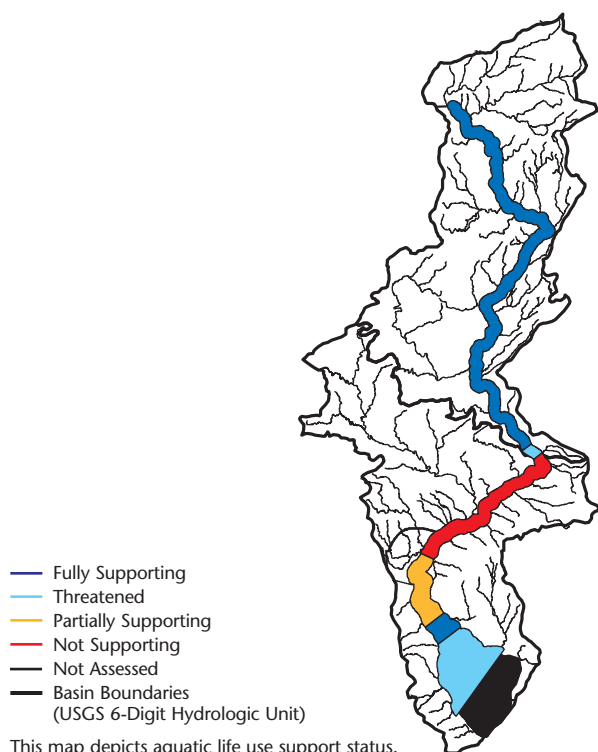 Fully Supporting
Threatened
Partially Supporting
Not Supporting
Not Assessed
Basin Boundaries
(USGS 6-Digit Hydrologic Unit)
This map depicts aquatic life use support status.